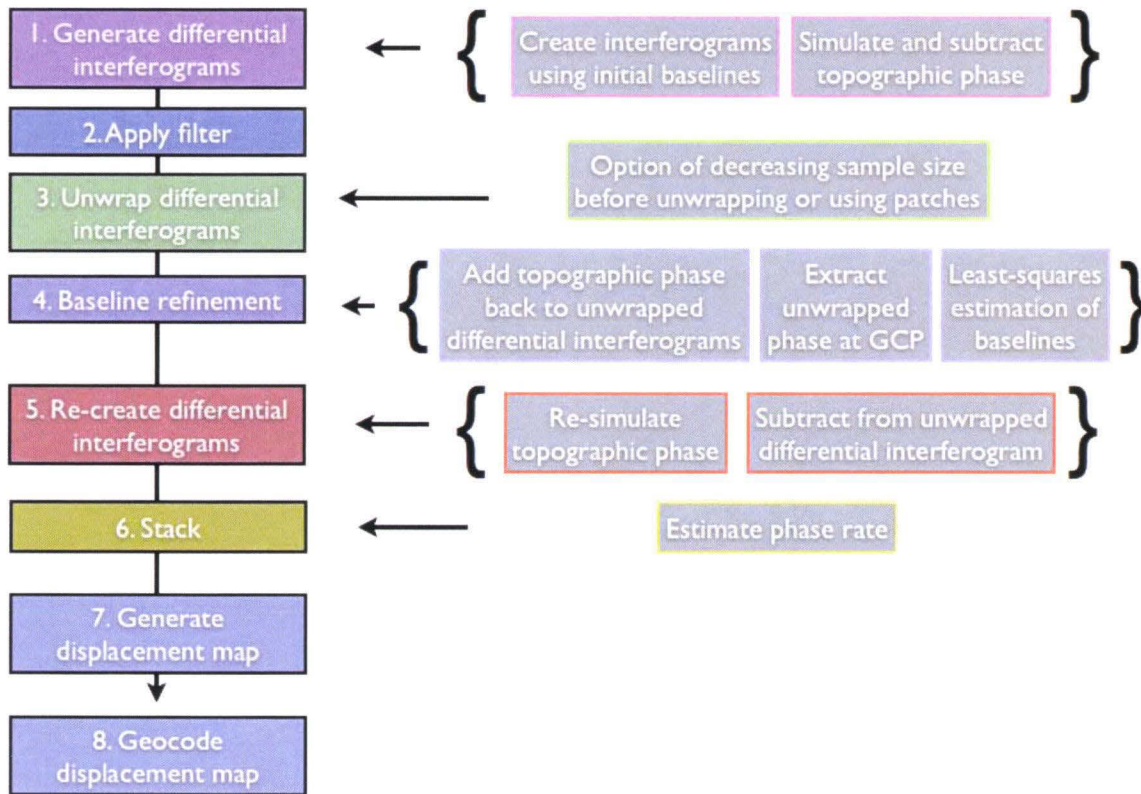 1. Generate differential
interferograms
{
Create interferograms
using initial baselines
Simulate and subtract
topographic phase
}
2. Apply filter
3. Unwrap differential
interferograms
Option of decreasing sample size
before unwrapping or using patches
4. Baseline refinement
{
Add topographic phase
back to unwrapped
differential interferograms
Extract
unwrapped
phase at GCP
Least-squares
estimation of
baselines
}
5. Re-create differential
interferograms
{
Re-simulate
topographic phase
Subtract from unwrapped
differential interferogram
}
6. Stack
Estimate phase rate
7. Generate
displacement map
8. Geocode
displacement map